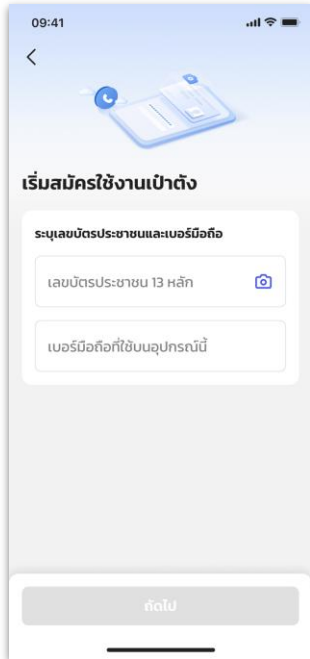 09:41
เริ่มสมัครใช้งานเป๋าตัง
ระบุเลขบัตรประชาชนและเบอร์มือถือ
เลขบัตรประชาชน 13 หลัก
เบอร์มือถือที่ใช้บนอุปกรณ์นี้
ถัดไป